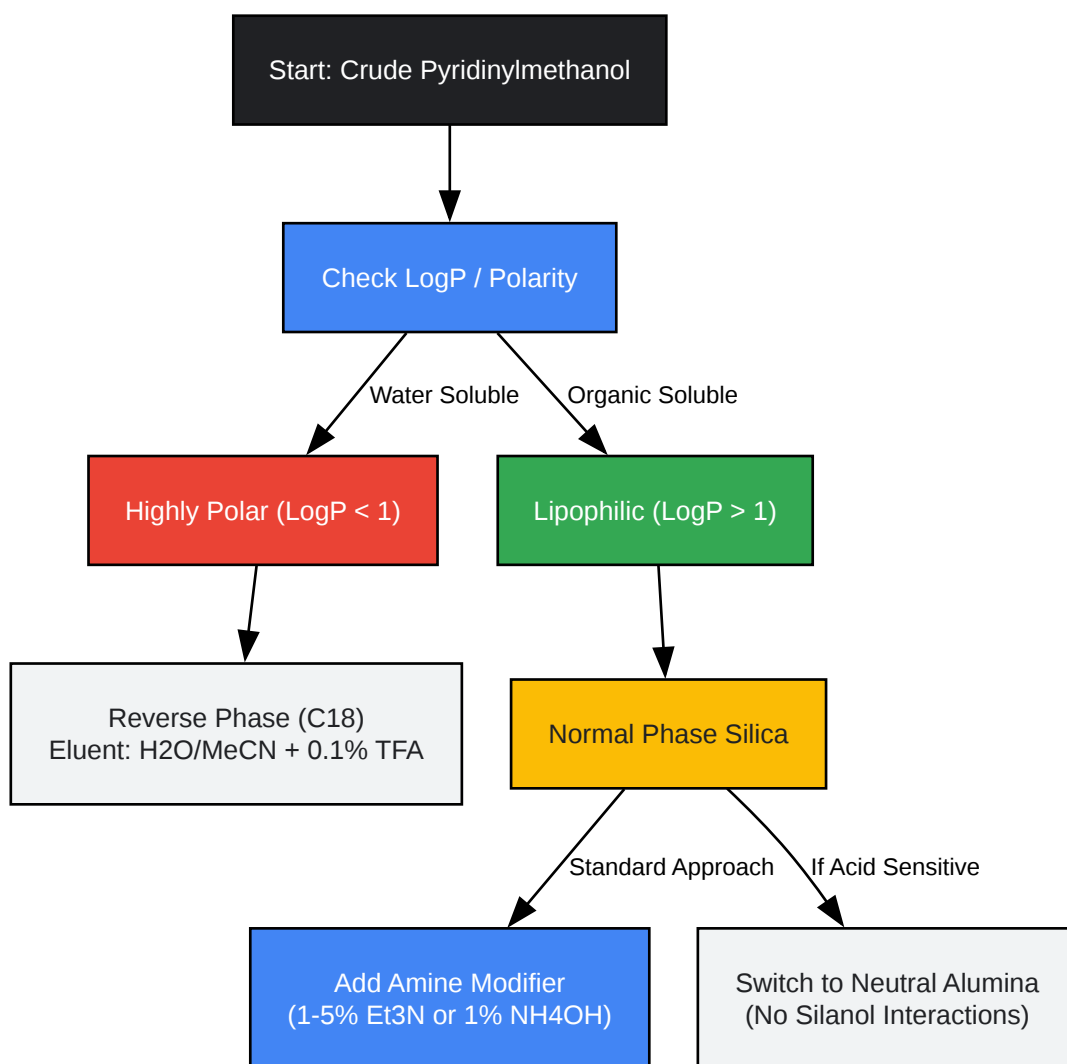 Start: Crude Pyridinylmethanol
Check LogP / Polarity
Water Soluble
Organic Soluble
Highly Polar (LogP < 1)
Lipophilic (LogP > 1)
Reverse Phase (C18)
Eluent: H2O/MeCN + 0.1% TFA
Normal Phase Silica
Standard Approach
If Acid Sensitive
Add Amine Modifier
(1-5% Et3N or 1% NH4OH)
Switch to Neutral Alumina
(No Silanol Interactions)